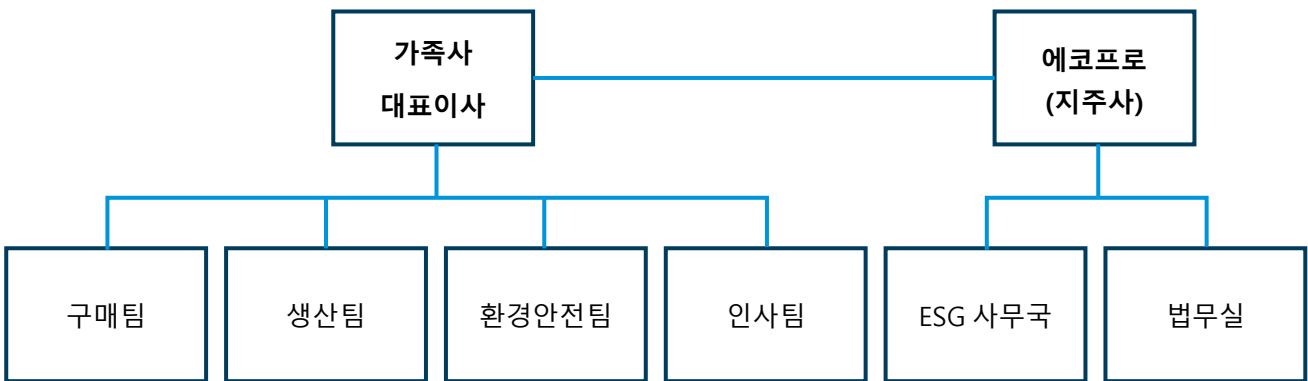 가족사
대표이사
에코프로
(지주사)
구매팀
생산팀
환경안전팀
인사팀
ESG 사무국
법무실